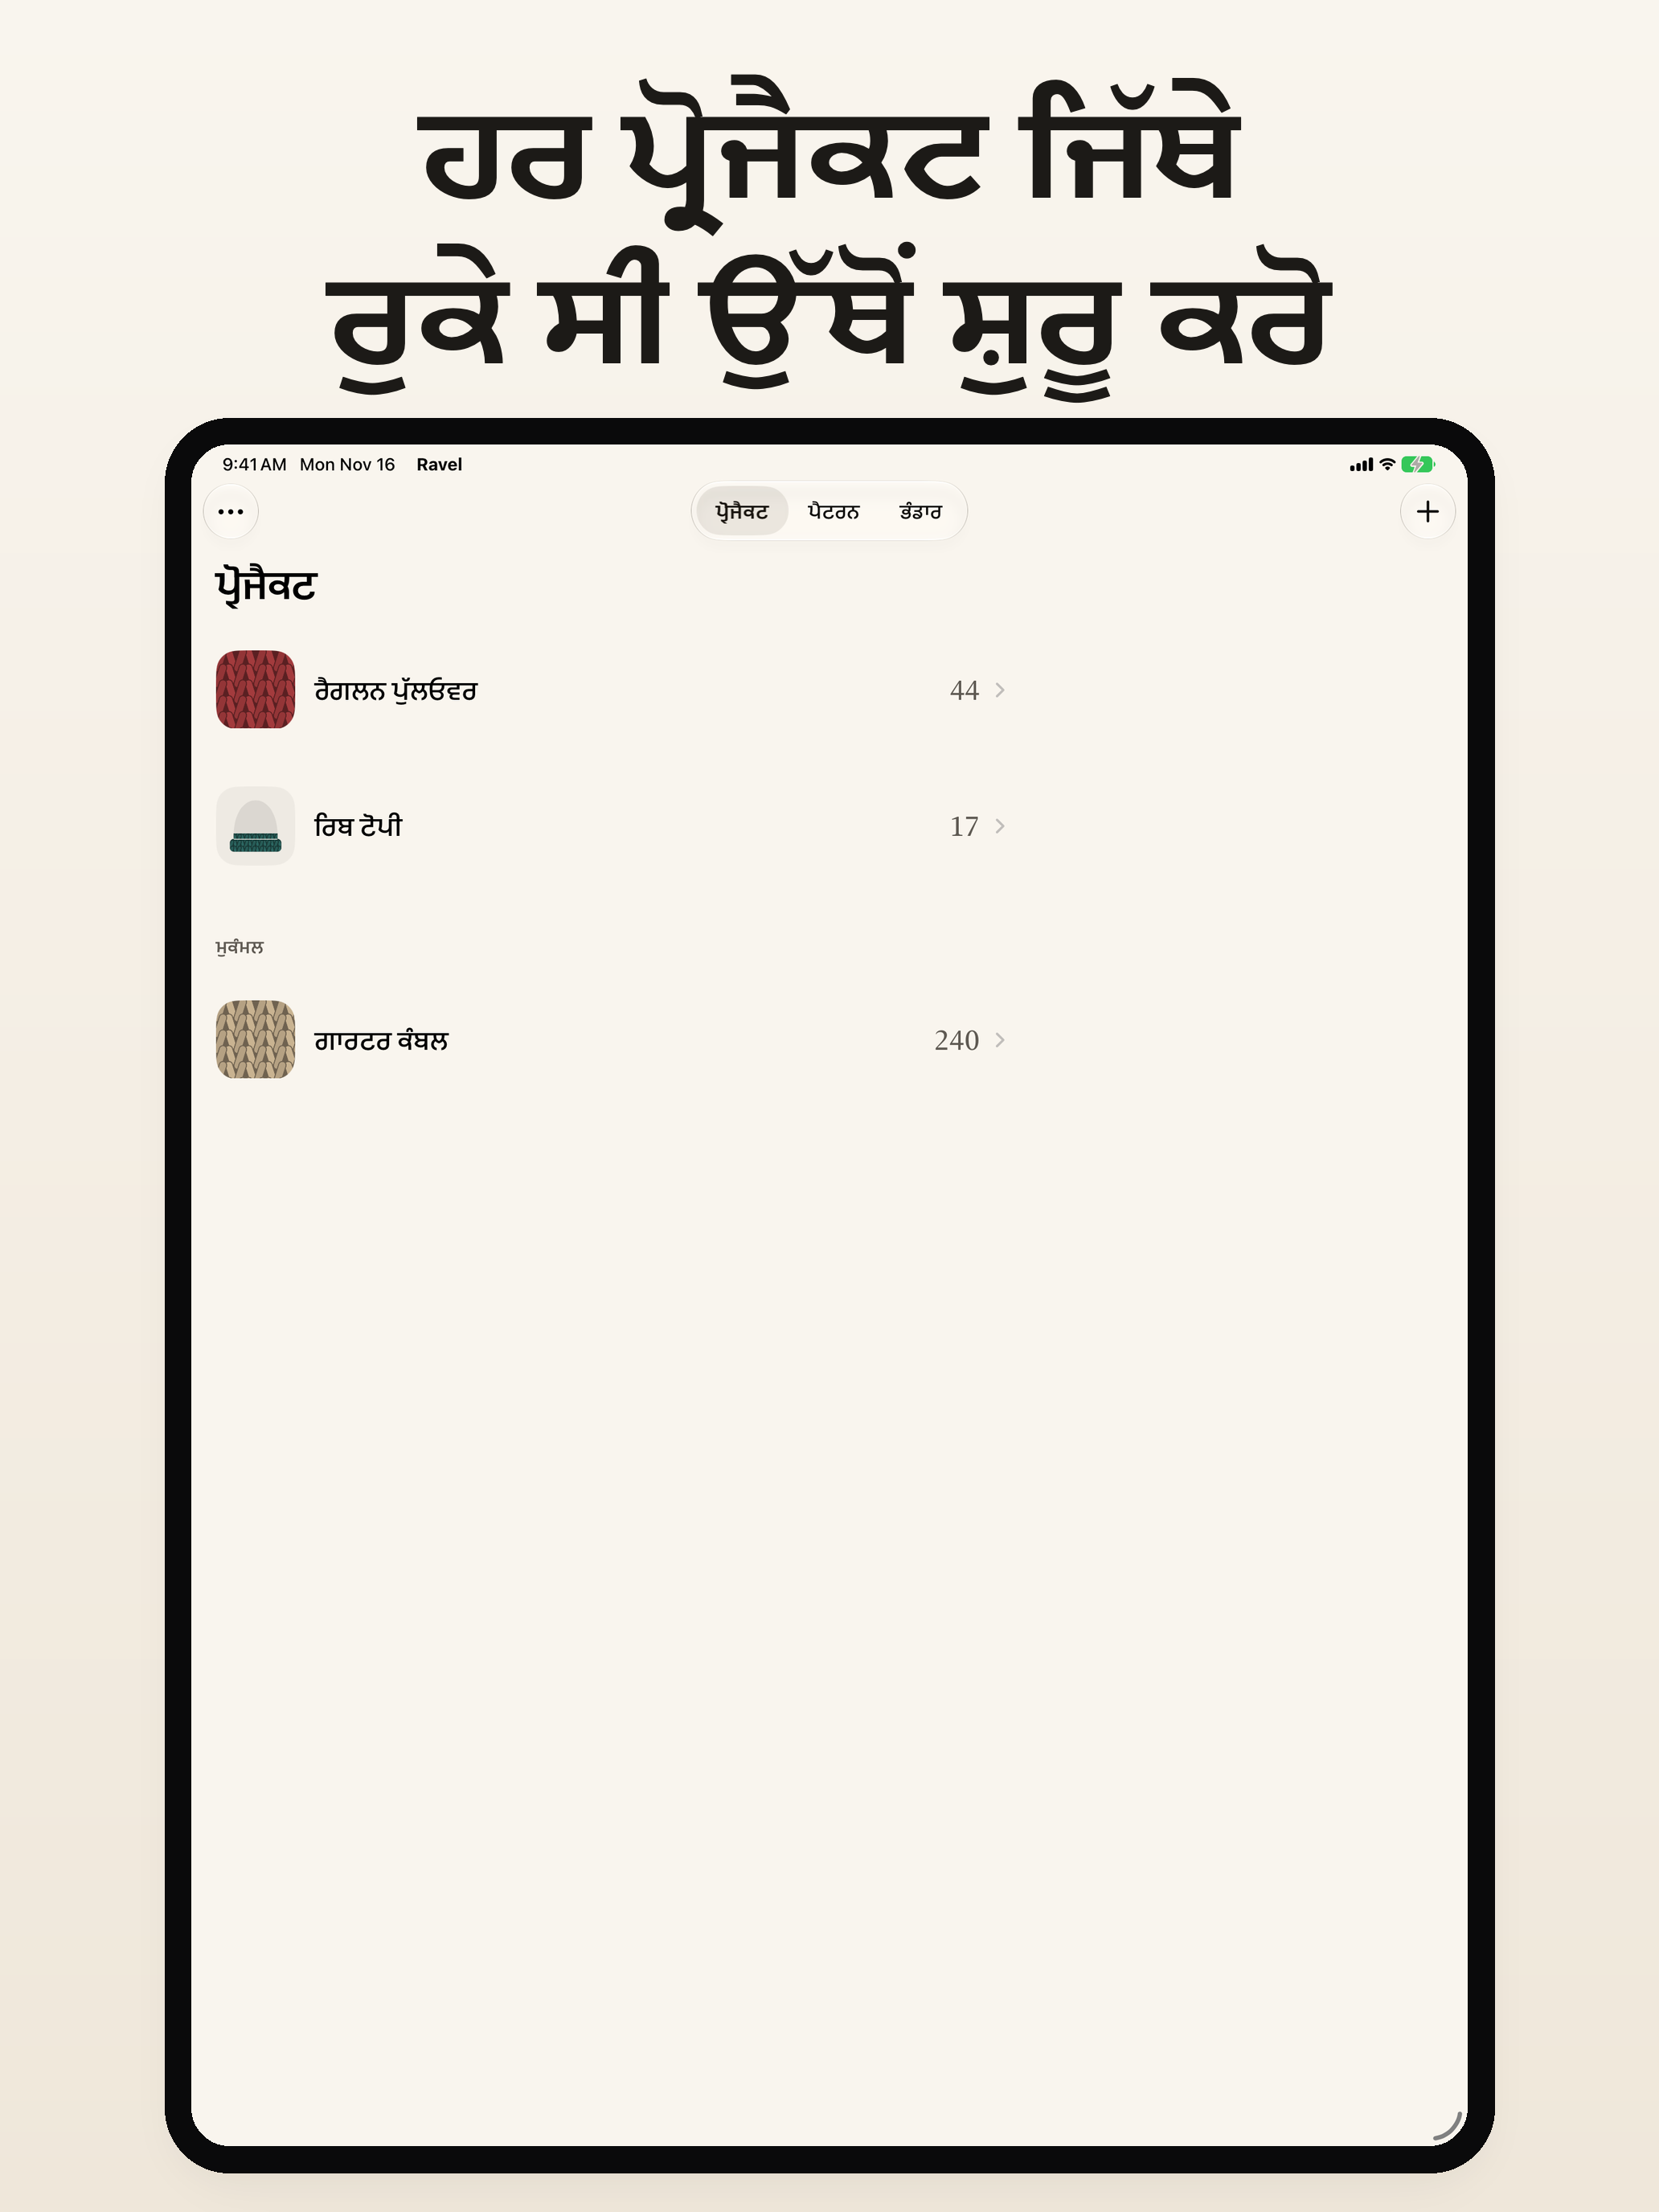 ਹਰ ਪ੍ਰੋਜੈਕਟ ਜਿੱਥੇ
ਰੁਕੇ ਸੀ ਉੱਥੋਂ ਸ਼ੁਰੂ ਕਰੋ
9:41 AM Mon Nov 16 Ravel
ਪ੍ਰੋਜੈਕਟ ਪੈਟਰਨ ਭੰਡਾਰ
ਪ੍ਰੋਜੈਕਟ
ਰੈਗਲਨ ਪੁੱਲਓਵਰ 44
ਰਿਬ ਟੋਪੀ 17
ਮੁਕੰਮਲ
ਗਾਰਟਰ ਕੰਬਲ 240